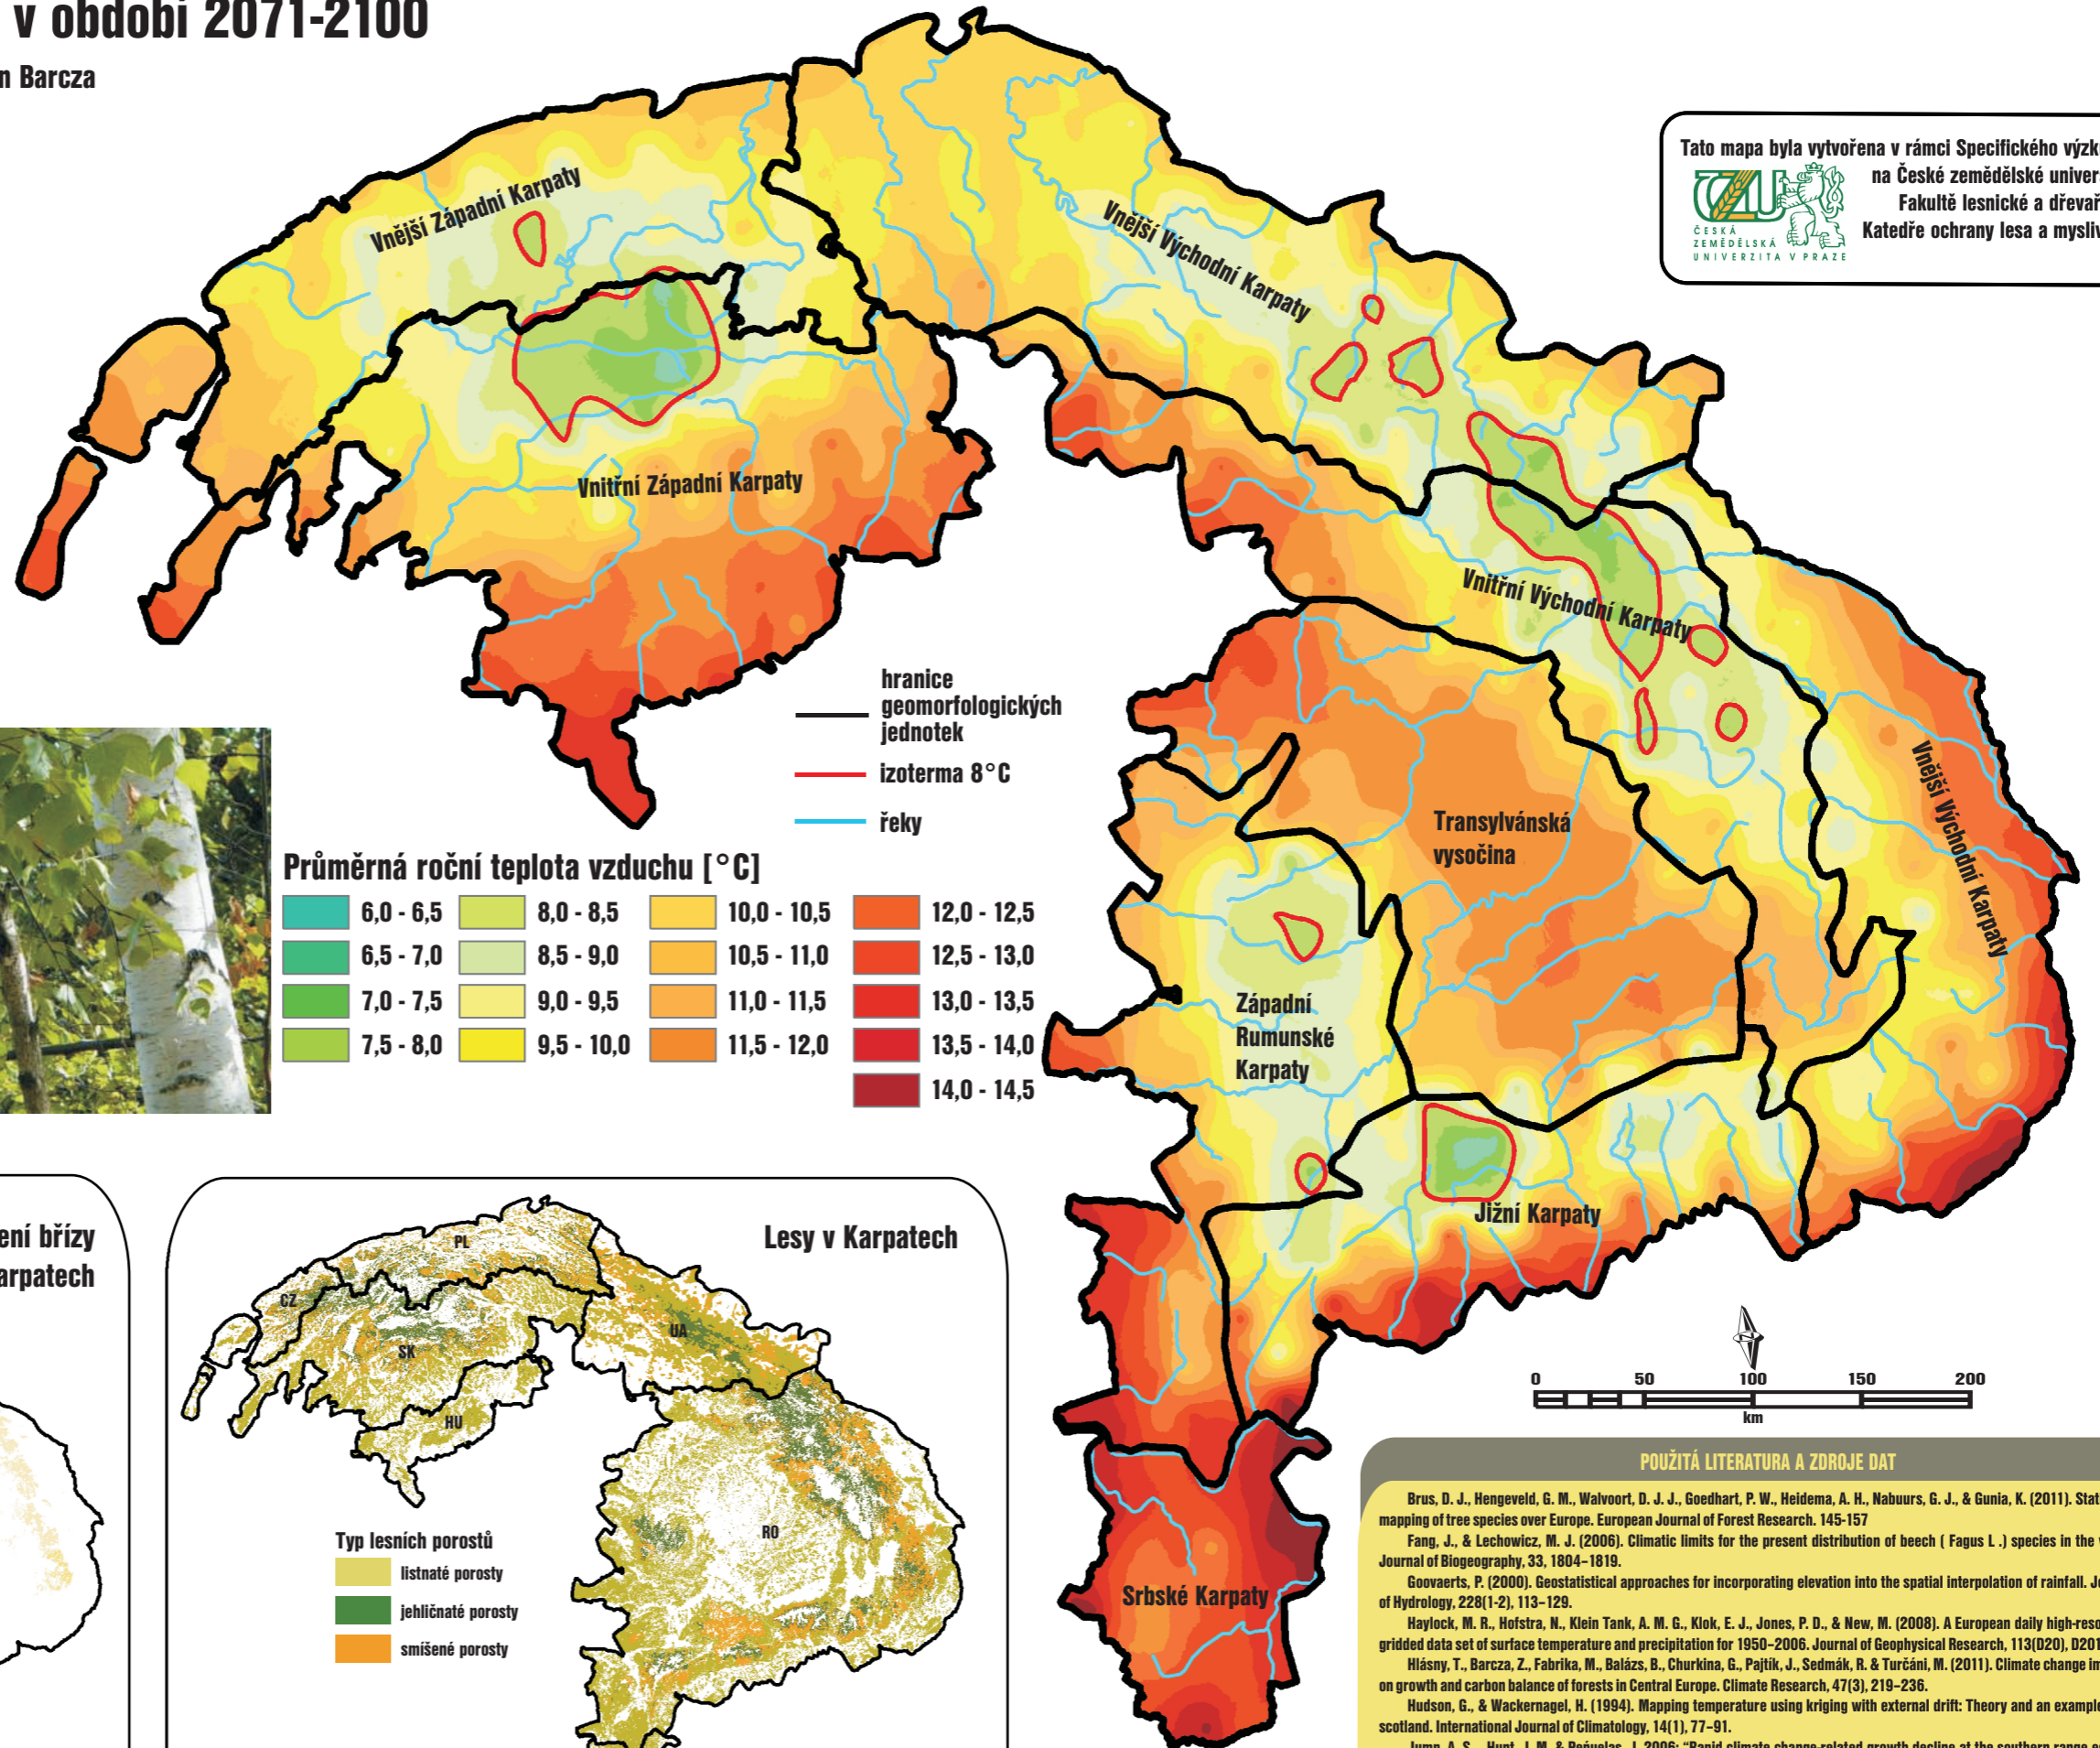 v období 2071-2100
n Barcza
Tato mapa byla vytvořena v rámci Specifického výzk
na České zemědělské univer
Fakultě lesnické a dřevař
Katedře ochrany lesa a mysliv
ČZU
ČESKÁ
ZEMĚDĚLSKÁ
UNIVERZITA V PRAZE
Vnější Západní Karpaty
Vnější Východní Karpaty
Vnitřní Západní Karpaty
Vnitřní Východní Karpaty
Vnější Východní Karpaty
Transylvánská
vysočina
Západní
Rumunské
Karpaty
Jižní Karpaty
Srbské Karpaty
hranice
geomorfologických
jednotek
izoterma 8°C
řeky
Průměrná roční teplota vzduchu [°C]
6,0 - 6,5
8,0 - 8,5
10,0 - 10,5
12,0 - 12,5
6,5 - 7,0
8,5 - 9,0
10,5 - 11,0
12,5 - 13,0
7,0 - 7,5
9,0 - 9,5
11,0 - 11,5
13,0 - 13,5
7,5 - 8,0
9,5 - 10,0
11,5 - 12,0
13,5 - 14,0
14,0 - 14,5
ení břízy
arpatech
Lesy v Karpatech
PL
CZ
SK
UA
HU
RO
Typ lesních porostů
listnaté porosty
jehličnaté porosty
smíšené porosty
0 50 100 150 200
km
POUŽITÁ LITERATURA A ZDROJE DAT
Brus, D. J., Hengeveld, G. M., Walvoort, D. J. J., Goedhart, P. W., Heidema, A. H., Nabuurs, G. J., & Gunia, K. (2011). Stat
mapping of tree species over Europe. European Journal of Forest Research. 145-157
Fang, J., & Lechowicz, M. J. (2006). Climatic limits for the present distribution of beech ( Fagus L .) species in the
Journal of Biogeography, 33, 1804–1819.
Goovaerts, P. (2000). Geostatistical approaches for incorporating elevation into the spatial interpolation of rainfall. J
of Hydrology, 228(1-2), 113–129.
Haylock, M. R., Hofstra, N., Klein Tank, A. M. G., Klok, E. J., Jones, P. D., & New, M. (2008). A European daily high-reso
gridded data set of surface temperature and precipitation for 1950–2006. Journal of Geophysical Research, 113(D20), D201
Hlásny, T., Barcza, Z., Fabrika, M., Balázs, B., Churkina, G., Pajtík, J., Sedmák, R. & Turčáni, M. (2011). Climate change im
on growth and carbon balance of forests in Central Europe. Climate Research, 47(3), 219–236.
Hudson, G., & Wackernagel, H. (1994). Mapping temperature using kriging with external drift: Theory and an example
scotland. International Journal of Climatology, 14(1), 77–91.
Jump, A. S., Hunt, J. M. & Peñuelas, J. 2006: "Rapid climate change-related growth decline at the southern range